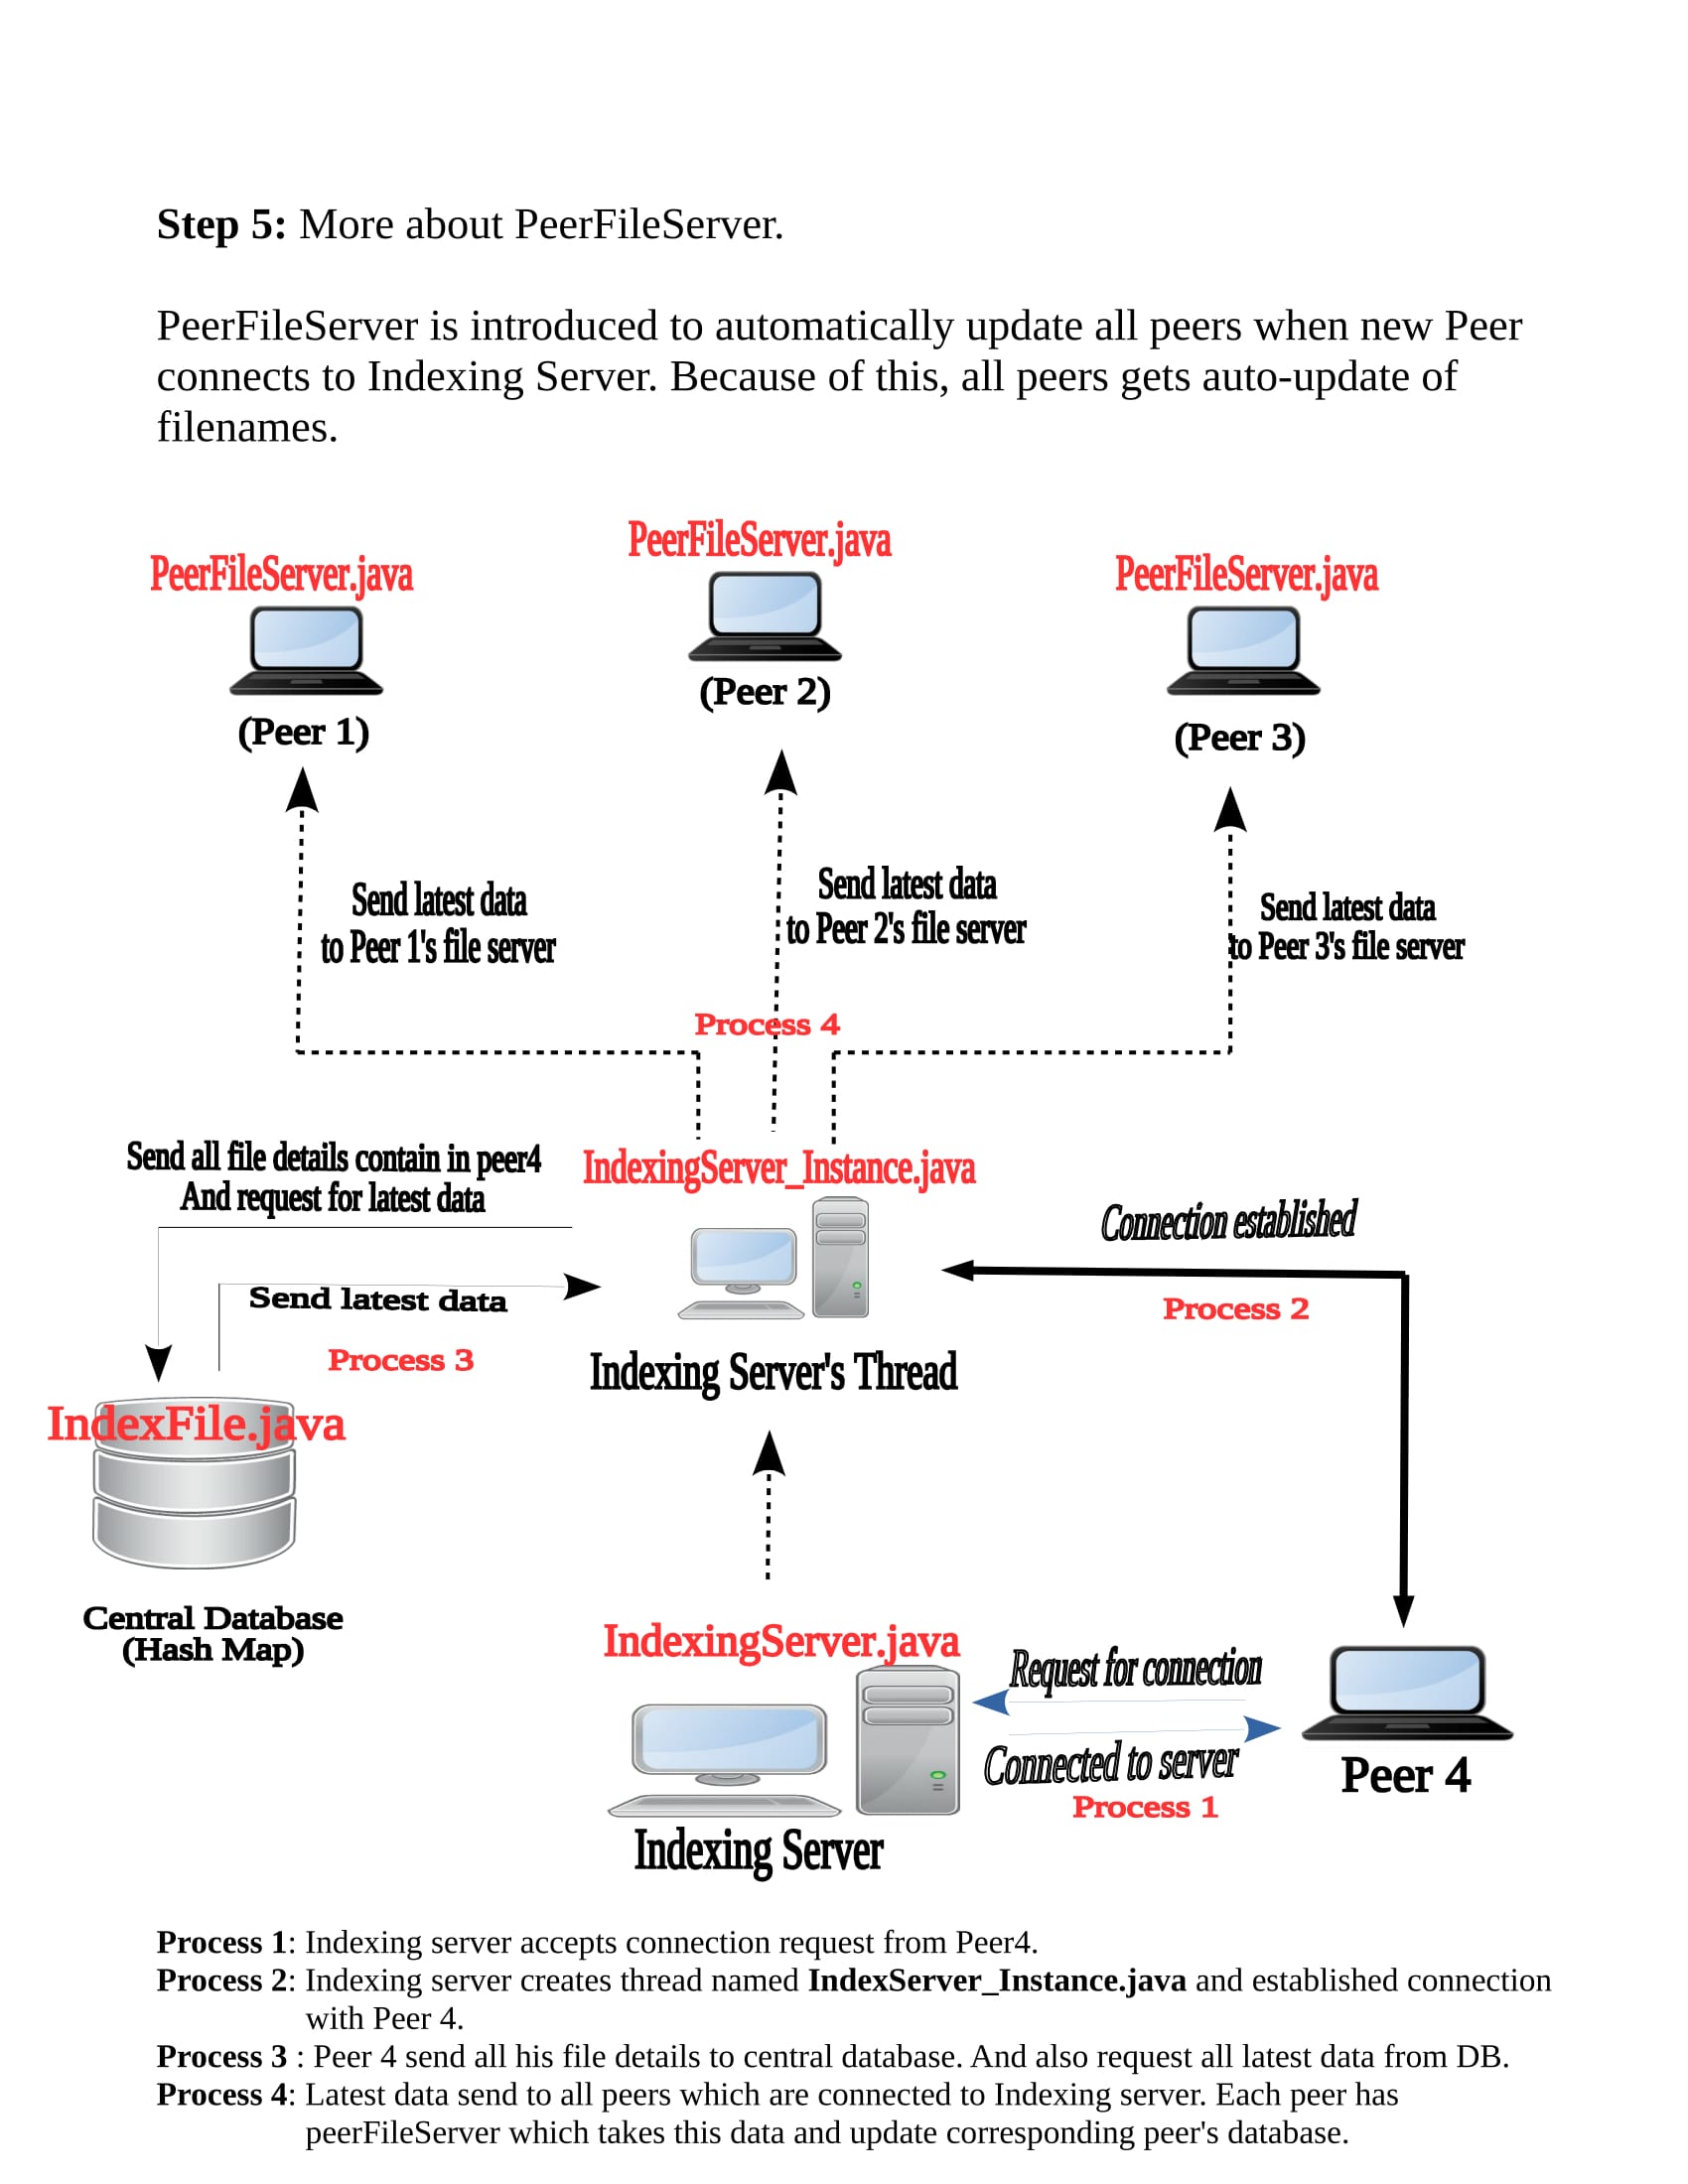 Step 5: More about PeerFileServer.
PeerFileServer is introduced to automatically update all peers when new Peer
connects to Indexing Server. Because of this, all peers gets auto-update of
filenames.
PeerFileServer.java
PeerFileServer.java
PeerFileServer.java
(Peer 1)
(Peer 2)
(Peer 3)
Send latest data
to Peer 1's file server
Send latest data
to Peer 2's file server
Send latest data
to Peer 3's file server
Process 4
Send all file details contain in peer4
And request for latest data
IndexingServer_Instance.java
Connection established
Send latest data
Process 2
Process 3
Indexing Server's Thread
IndexFile.java
Central Database
(Hash Map)
IndexingServer.java
Request for connection
Connected to server
Process 1
Peer 4
Indexing Server
Process 1: Indexing server accepts connection request from Peer4.
Process 2: Indexing server creates thread named IndexServer_Instance.java and established connection
with Peer 4.
Process 3 : Peer 4 send all his file details to central database. And also request all latest data from DB.
Process 4: Latest data send to all peers which are connected to Indexing server. Each peer has
peerFileServer which takes this data and update corresponding peer's database.